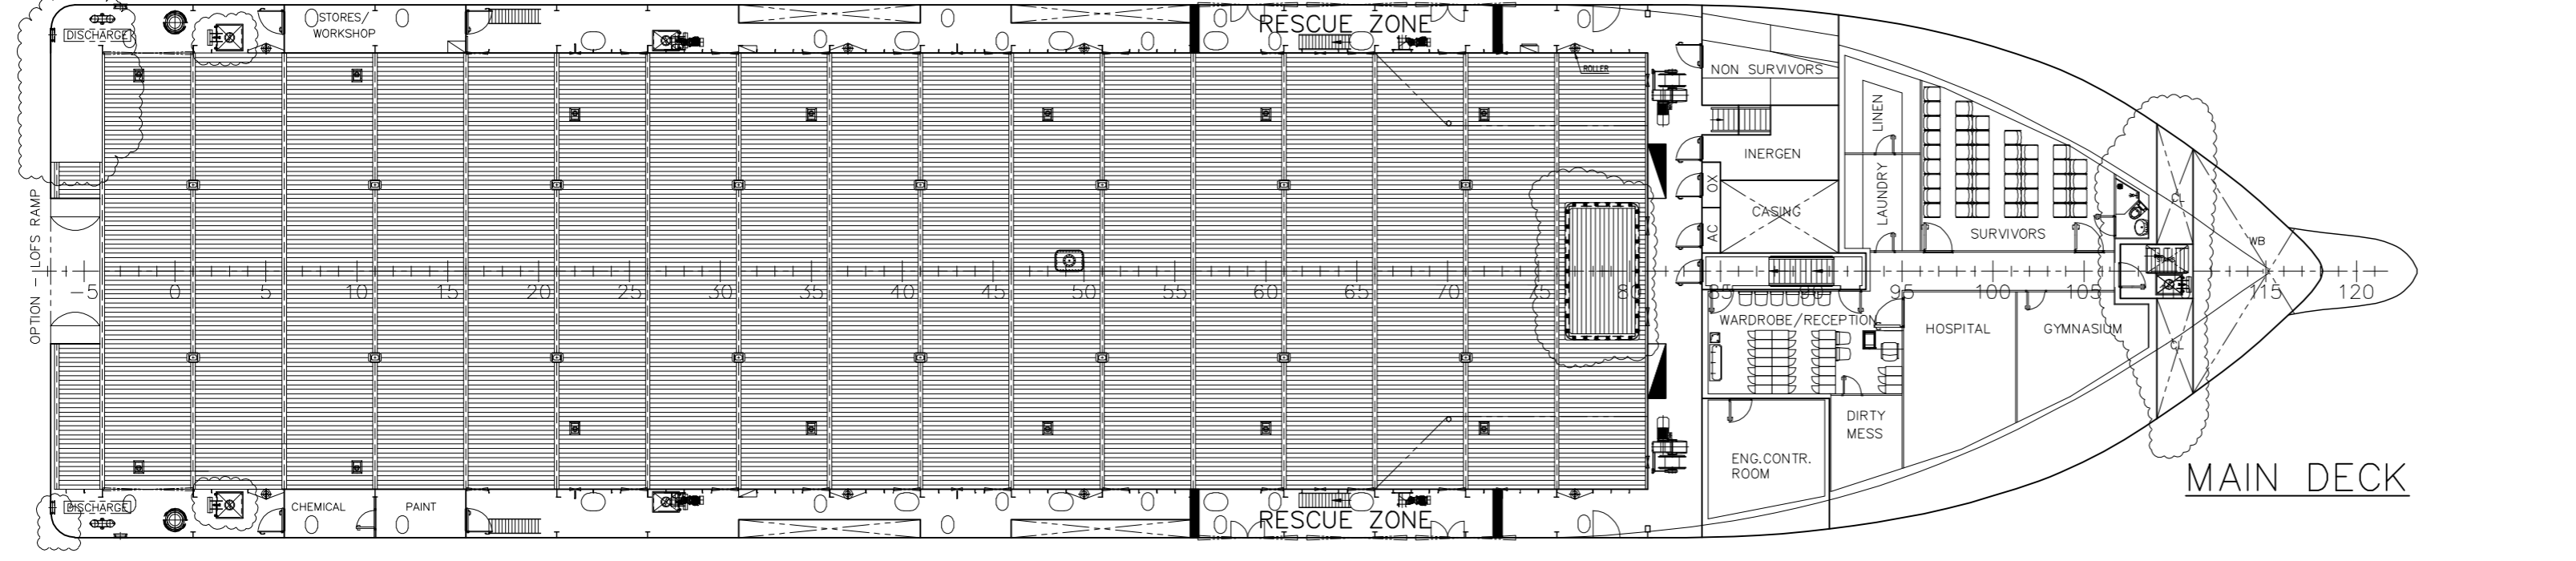 STORES/
WORKSHOP
RESCUE ZONE
DISCHARGE
ROLLER
NON SURVIVORS
LINEN
INERGEN
OX
LAUNDRY
CASING
AC
SURVIVORS
CL
WB
OPTION - LOFS RAMP
-5 0 5 10 15 20 25 30 35 40 45 50 55 60 65 70 75 80 85 90 95 100 105 115 120
WARDROBE/RECEPTION
HOSPITAL
GYMNASIUM
CL
DIRTY
MESS
ENG.CONTR.
ROOM
MAIN DECK
DISCHARGE
CHEMICAL
PAINT
RESCUE ZONE